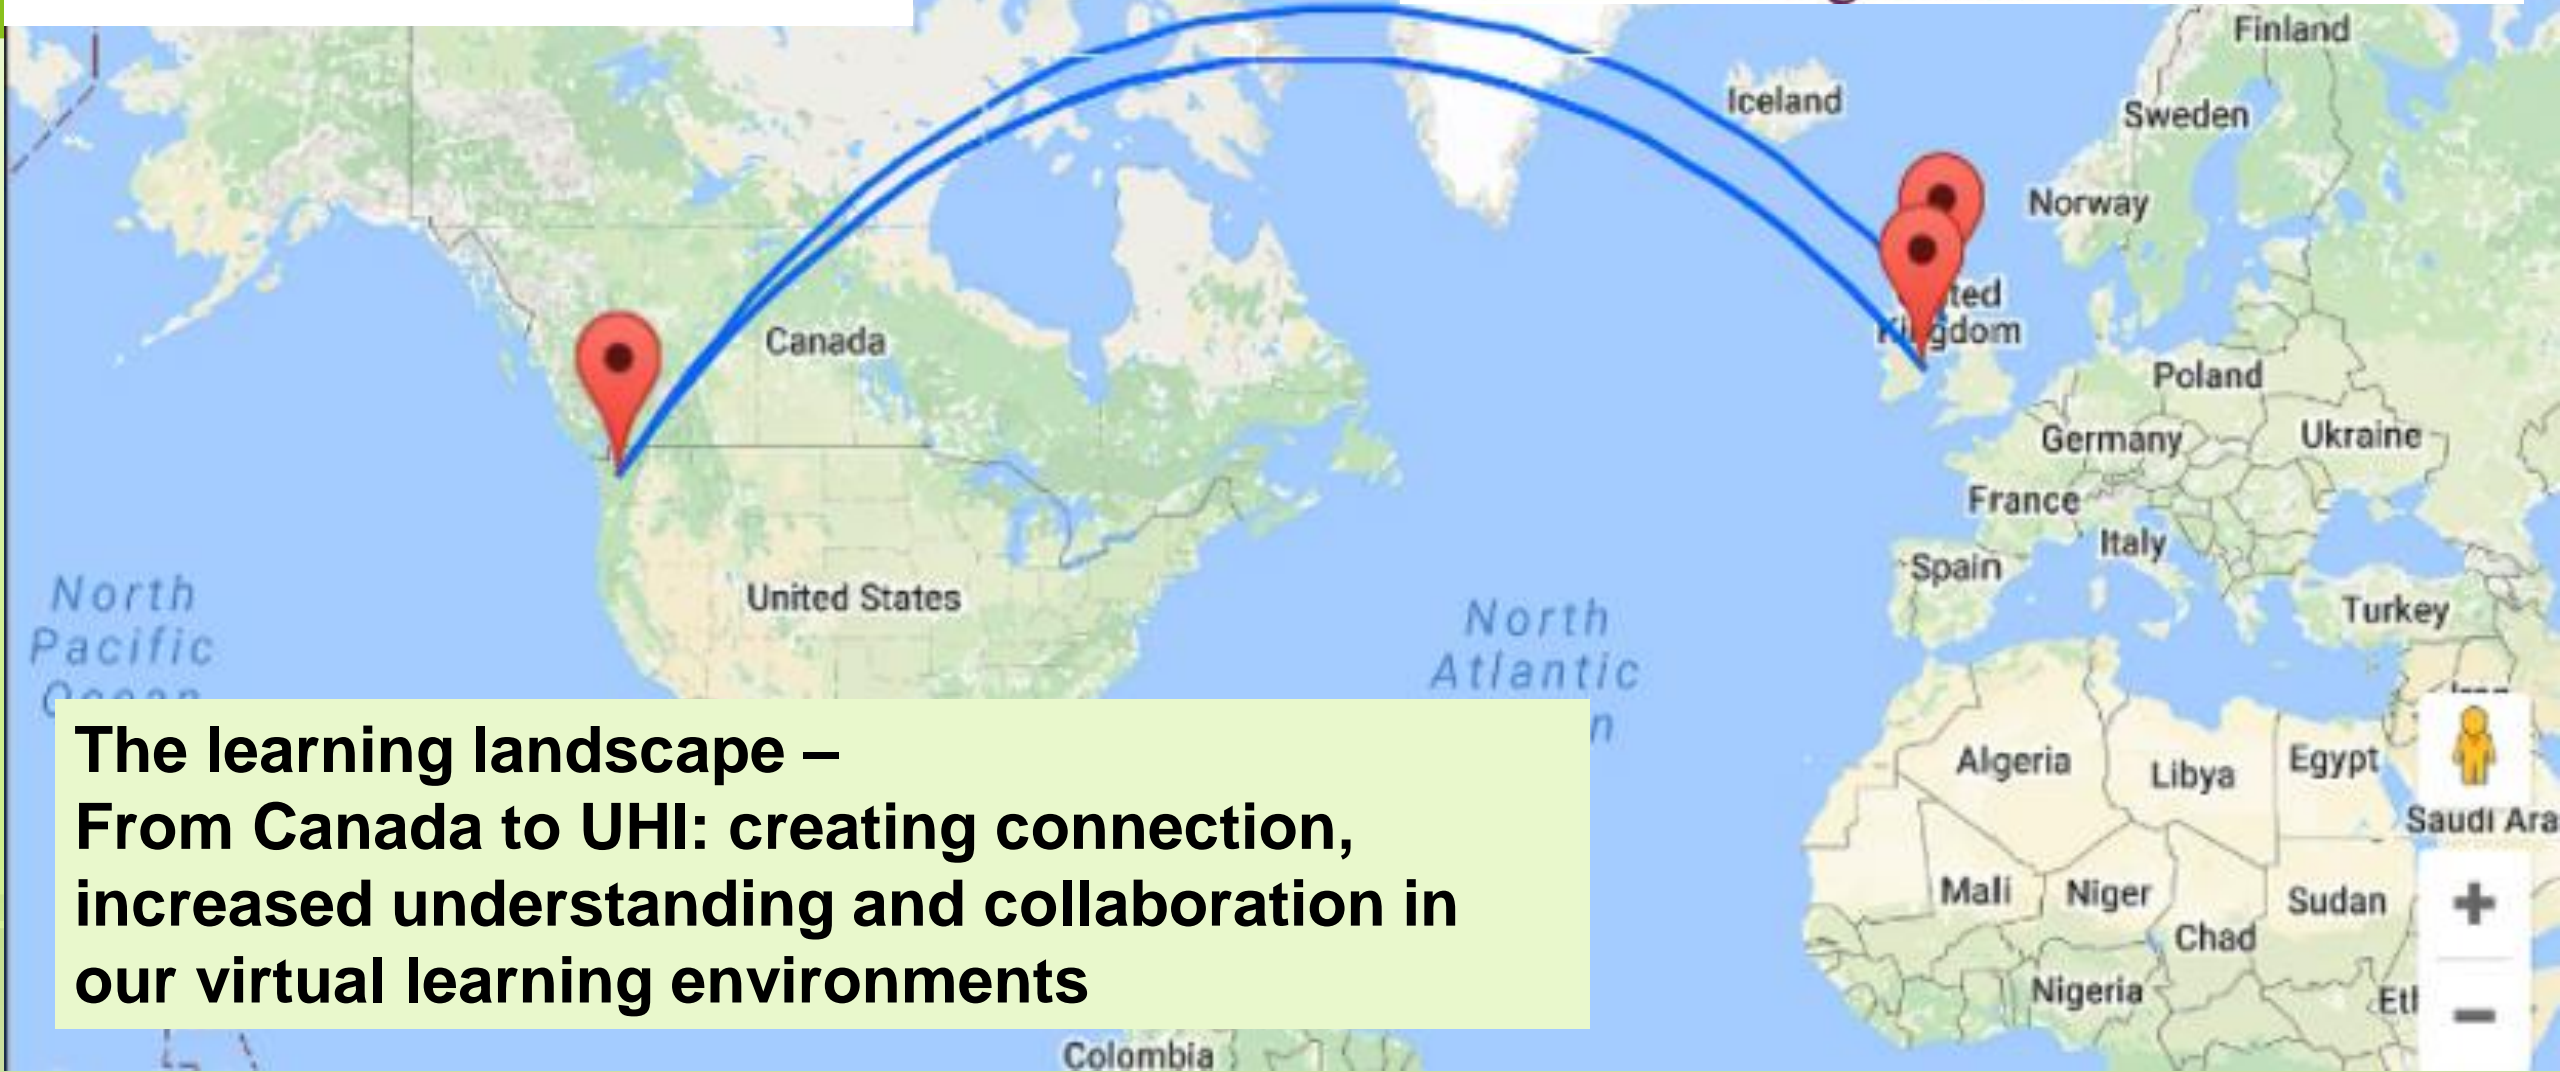 Finland
Iceland
Sweden
Norway
Kingdom
Canada
Poland
Germany
Ukraine
France
Italy
Spain
United States
Turkey
North
Pacific
North
Atlantic
The learning landscape –
From Canada to UHI: creating connection,
increased understanding and collaboration in
our virtual learning environments
Algeria
Libya
Egypt
Saudi Ara
Mali
Niger
Chad
Sudan
Nigeria
Colombia